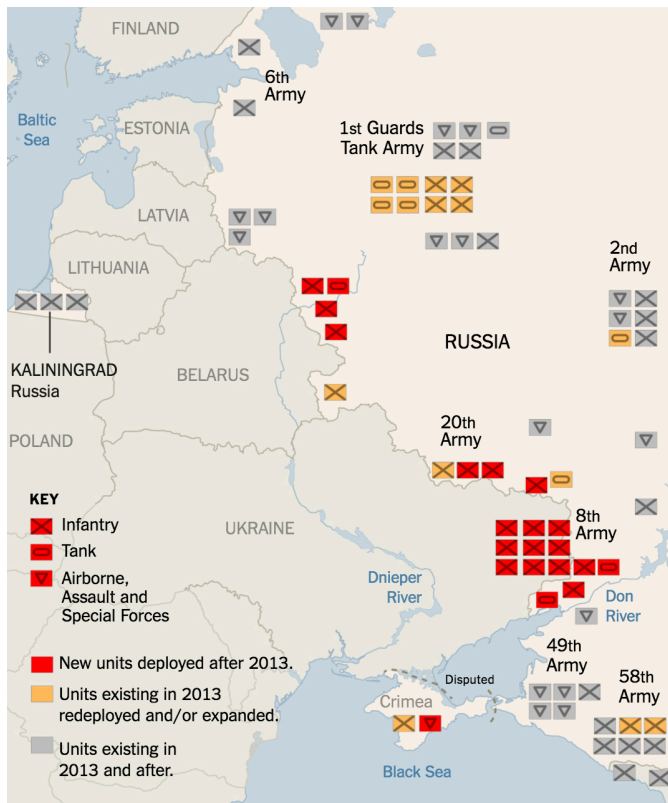 FINLAND
6th
Army
Baltic
Sea
ESTONIA
1st Guards
Tank Army
LATVIA
2nd
Army
LITHUANIA
RUSSIA
KALININGRAD
Russia
BELARUS
POLAND
20th
Army
KEY
Infantry
Tank
Airborne,
Assault and
Special Forces
UKRAINE
8th
Army
Dnieper
River
Don
River
New units deployed after 2013.
Units existing in 2013
redeployed and/or expanded.
Units existing in
2013 and after.
49th
Army
58th
Army
Disputed
Crimea
Black Sea